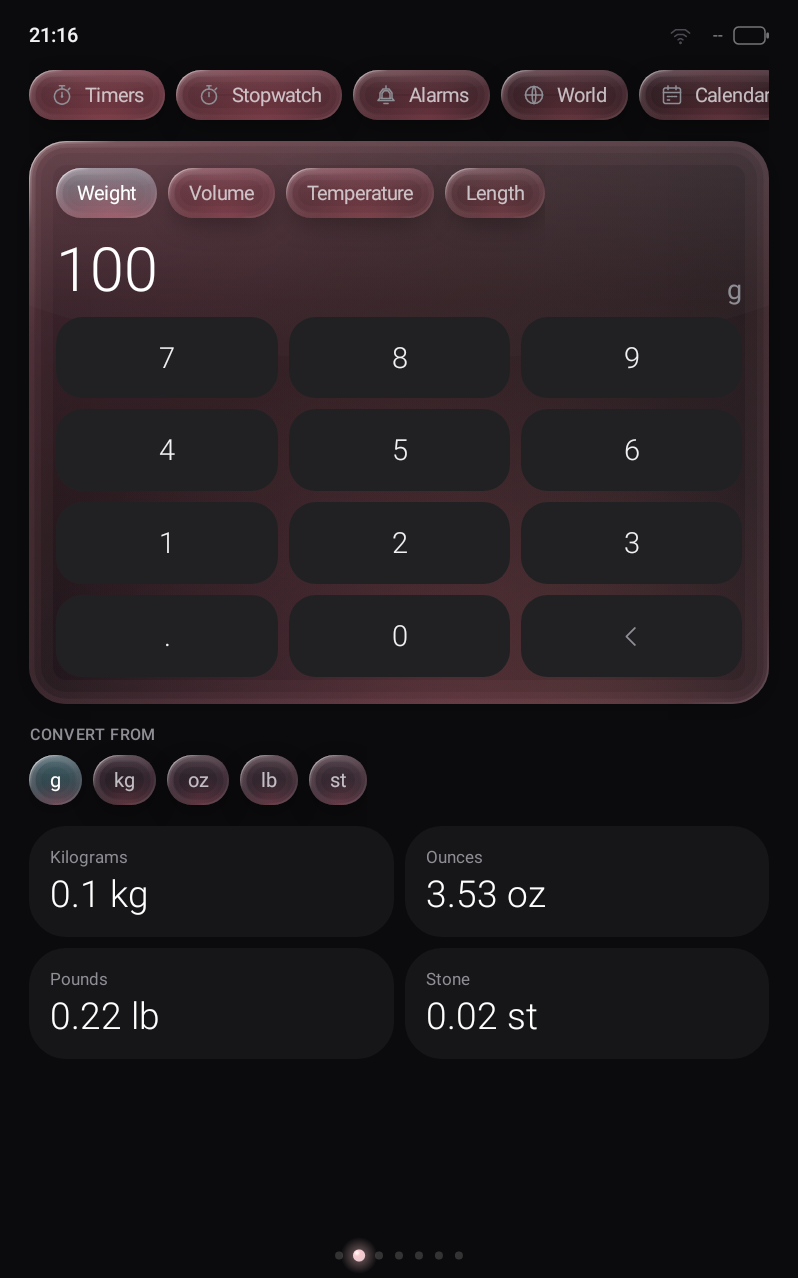 21:16 --
Timers Stopwatch Alarms World Calendar
Weight Volume Temperature Length
100 g
7 8 9
4 5 6
1 2 3
. 0 <
CONVERT FROM
g kg oz lb st
Kilograms Ounces
0.1 kg 3.53 oz
Pounds Stone
0.22 lb 0.02 st